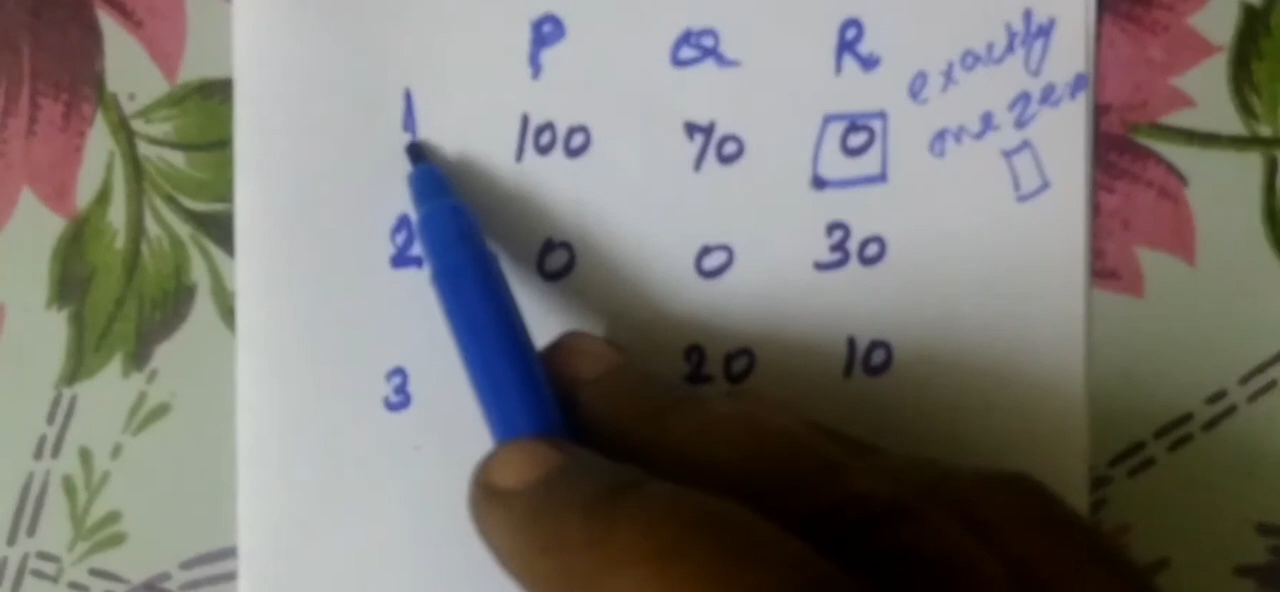 P Q R
1 100 70 0
2 0 0 30
3 20 10
exactly
one zero